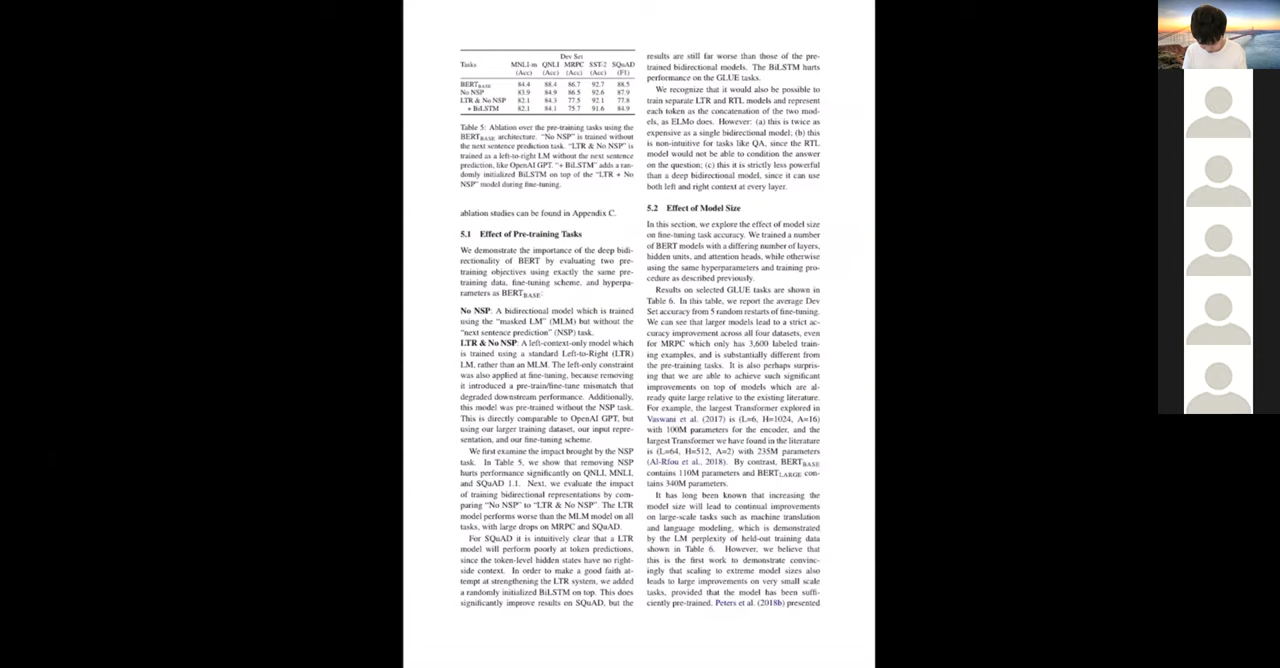 Dev Set
Tasks MNLI-m QNLI MRPC SST-2 SQuAD
(Acc) (Acc) (Acc) (Acc) (F1)
BERTBASE 84.4 88.4 86.7 92.7 88.5
No NSP 83.9 84.9 86.5 92.6 87.9
LTR & No NSP 82.1 84.3 77.5 92.1 77.8
+ BiLSTM 82.1 84.1 75.7 91.6 84.9
Table 5: Ablation over the pre-training tasks using the
BERTBASE architecture. “No NSP” is trained without
the next sentence prediction task. “LTR & No NSP” is
trained as a left-to-right LM without the next sentence
prediction, like OpenAI GPT. “+ BiLSTM” adds a ran-
domly initialized BiLSTM on top of the “LTR + No
NSP” model during fine-tuning.
ablation studies can be found in Appendix C.
5.1 Effect of Pre-training Tasks
We demonstrate the importance of the deep bidi-
rectionality of BERT by evaluating two pre-
training objectives using exactly the same pre-
training data, fine-tuning scheme, and hyperpa-
rameters as BERTBASE:
No NSP: A bidirectional model which is trained
using the “masked LM” (MLM) but without the
“next sentence prediction” (NSP) task.
LTR & No NSP: A left-context-only model which
is trained using a standard Left-to-Right (LTR)
LM, rather than an MLM. The left-only constraint
was also applied at fine-tuning, because removing
it introduced a pre-train/fine-tune mismatch that
degraded downstream performance. Additionally,
this model was pre-trained without the NSP task.
This is directly comparable to OpenAI GPT, but
using our larger training dataset, our input repre-
sentation, and our fine-tuning scheme.
We first examine the impact brought by the NSP
task. In Table 5, we show that removing NSP
hurts performance significantly on QNLI, MNLI,
and SQuAD 1.1. Next, we evaluate the impact
of training bidirectional representations by com-
paring “No NSP” to “LTR & No NSP”. The LTR
model performs worse than the MLM model on all
tasks, with large drops on MRPC and SQuAD.
For SQuAD it is intuitively clear that a LTR
model will perform poorly at token predictions,
since the token-level hidden states have no right-
side context. In order to make a good faith at-
tempt at strengthening the LTR system, we added
a randomly initialized BiLSTM on top. This does
significantly improve results on SQuAD, but the
results are still far worse than those of the pre-
trained bidirectional models. The BiLSTM hurts
performance on the GLUE tasks.
We recognize that it would also be possible to
train separate LTR and RTL models and represent
each token as the concatenation of the two mod-
els, as ELMo does. However: (a) this is twice as
expensive as a single bidirectional model; (b) this
is non-intuitive for tasks like QA, since the RTL
model would not be able to condition the answer
on the question; (c) this it is strictly less powerful
than a deep bidirectional model, since it can use
both left and right context at every layer.
5.2 Effect of Model Size
In this section, we explore the effect of model size
on fine-tuning task accuracy. We trained a number
of BERT models with a differing number of layers,
hidden units, and attention heads, while otherwise
using the same hyperparameters and training pro-
cedure as described previously.
Results on selected GLUE tasks are shown in
Table 6. In this table, we report the average Dev
Set accuracy from 5 random restarts of fine-tuning.
We can see that larger models lead to a strict ac-
curacy improvement across all four datasets, even
for MRPC which only has 3,600 labeled train-
ing examples, and is substantially different from
the pre-training tasks. It is also perhaps surpris-
ing that we are able to achieve such significant
improvements on top of models which are al-
ready quite large relative to the existing literature.
For example, the largest Transformer explored in
Vaswani et al. (2017) is (L=6, H=1024, A=16)
with 100M parameters for the encoder, and the
largest Transformer we have found in the literature
is (L=64, H=512, A=2) with 235M parameters
(Al-Rfou et al., 2018). By contrast, BERTBASE
contains 110M parameters and BERTLARGE con-
tains 340M parameters.
It has long been known that increasing the
model size will lead to continual improvements
on large-scale tasks such as machine translation
and language modeling, which is demonstrated
by the LM perplexity of held-out training data
shown in Table 6. However, we believe that
this is the first work to demonstrate convinc-
ingly that scaling to extreme model sizes also
leads to large improvements on very small scale
tasks, provided that the model has been suffi-
ciently pre-trained. Peters et al. (2018b) presented